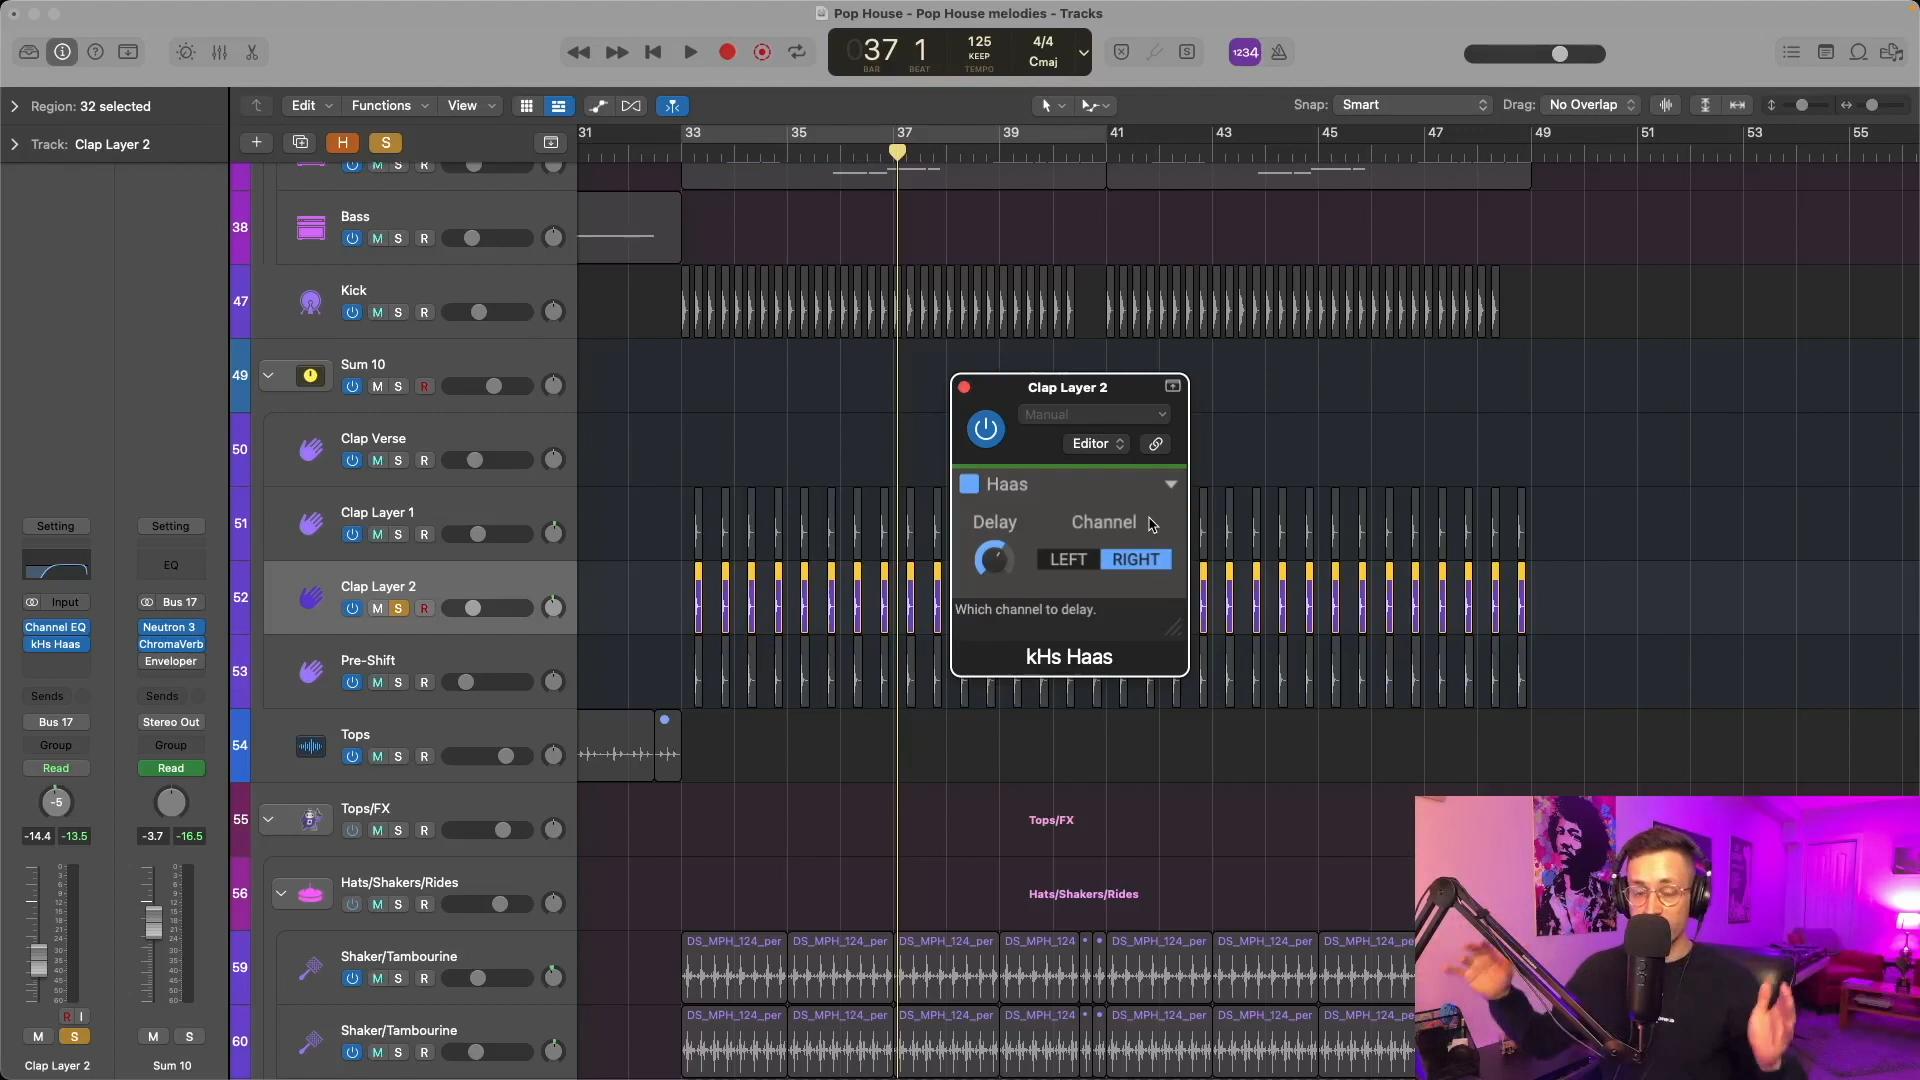 Pop House - Pop House melodies - Tracks
37 1
BAR BEAT
125
KEEP
TEMPO
4/4
Cmaj
1234
Region: 32 selected
Edit Functions View
Snap: Smart
Drag: No Overlap
Track: Clap Layer 2
H S
31 33 35 37 39 41 43 45 47 49 51 53 55
M S R
38 Bass
M S R
47 Kick
M S R
49 Sum 10
M S R
50 Clap Verse
M S R
51 Clap Layer 1
M S R
52 Clap Layer 2
M S R
53 Pre-Shift
M S R
54 Tops
M S R
55 Tops/FX
M S R
Tops/FX
56 Hats/Shakers/Rides
M S R
Hats/Shakers/Rides
59 Shaker/Tambourine
M S R
DS_MPH_124_per DS_MPH_124_per DS_MPH_124_per DS_MPH_124 DS_MPH_124_per DS_MPH_124_per DS_MPH_124_pe
60 Shaker/Tambourine
M S R
DS_MPH_124_per DS_MPH_124_per DS_MPH_124_per DS_MPH_124 DS_MPH_124_per DS_MPH_124_per DS_MPH_124_pe
Clap Layer 2
Manual
Editor
Haas
Delay Channel
LEFT RIGHT
Which channel to delay.
kHs Haas
Setting Setting
EQ
Input Bus 17
Channel EQ Neutron 3
kHs Haas ChromaVerb
Enveloper
Sends Sends
Bus 17 Stereo Out
Group Group
Read Read
-5
-14.4 -13.5 -3.7 -16.5
R I
M S M S
Clap Layer 2 Sum 10